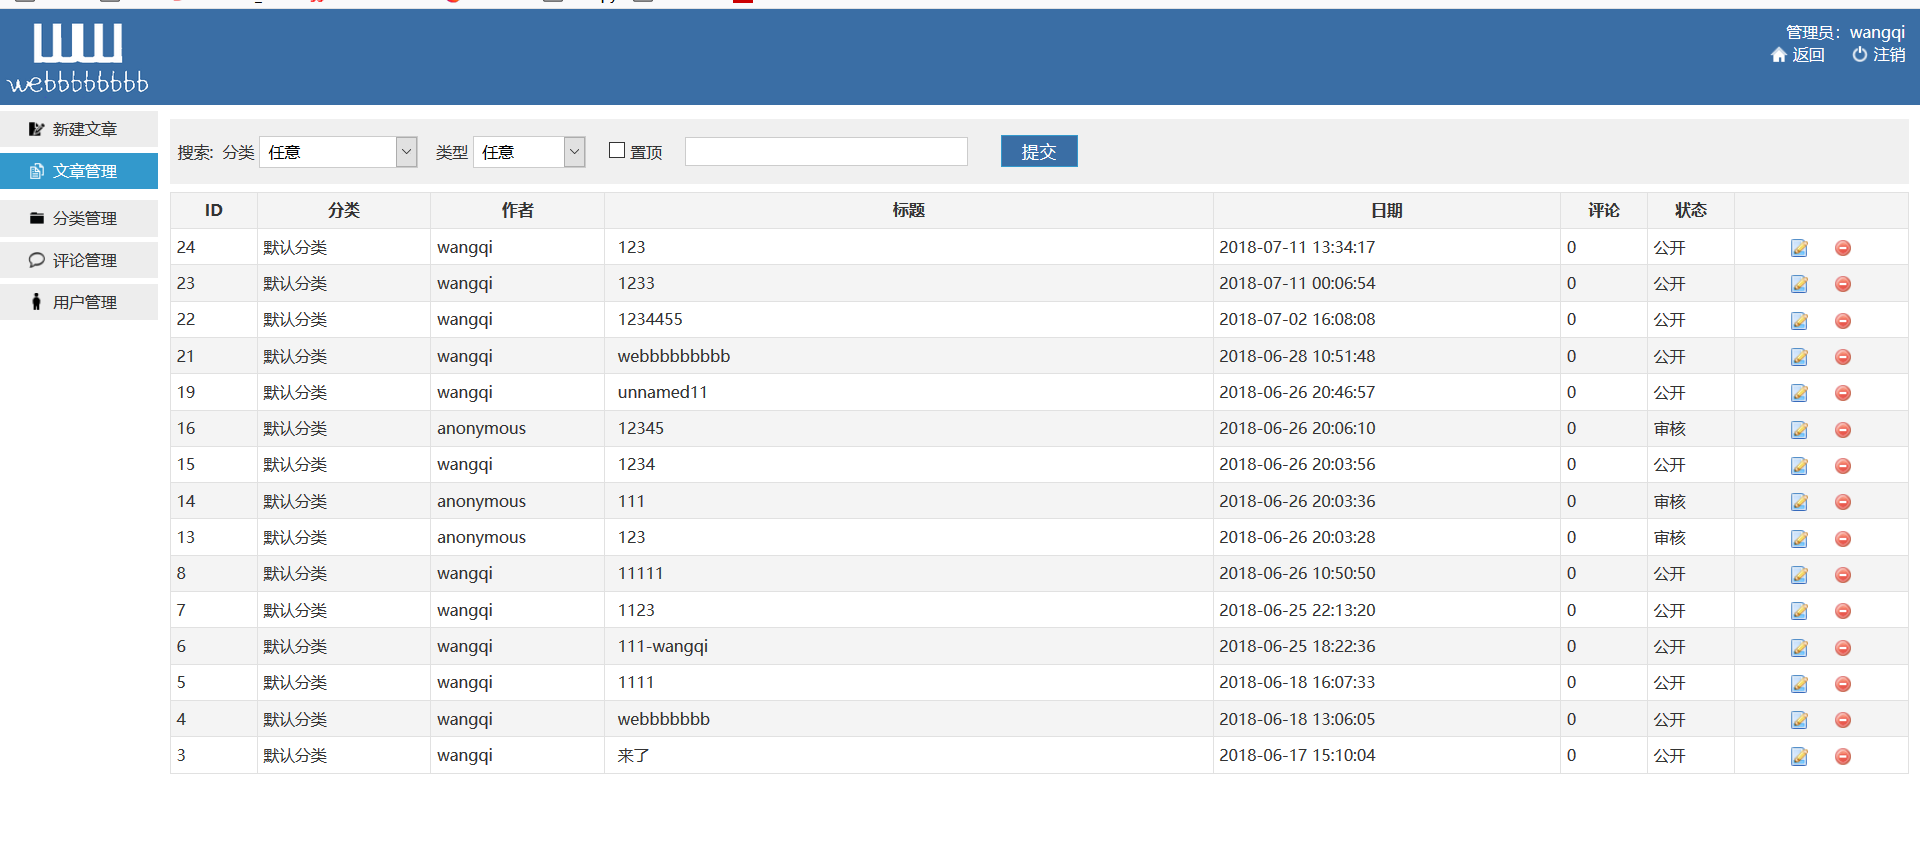 管理员：wangqi
返回 注销
webbbbbbbb
新建文章
文章管理
分类管理
评论管理
用户管理
搜索: 分类 任意 类型 任意 置顶 提交
ID 分类 作者 标题 日期 评论 状态
24 默认分类 wangqi 123 2018-07-11 13:34:17 0 公开
23 默认分类 wangqi 1233 2018-07-11 00:06:54 0 公开
22 默认分类 wangqi 1234455 2018-07-02 16:08:08 0 公开
21 默认分类 wangqi webbbbbbbbb 2018-06-28 10:51:48 0 公开
19 默认分类 wangqi unnamed11 2018-06-26 20:46:57 0 公开
16 默认分类 anonymous 12345 2018-06-26 20:06:10 0 审核
15 默认分类 wangqi 1234 2018-06-26 20:03:56 0 公开
14 默认分类 anonymous 111 2018-06-26 20:03:36 0 审核
13 默认分类 anonymous 123 2018-06-26 20:03:28 0 审核
8 默认分类 wangqi 11111 2018-06-26 10:50:50 0 公开
7 默认分类 wangqi 1123 2018-06-25 22:13:20 0 公开
6 默认分类 wangqi 111-wangqi 2018-06-25 18:22:36 0 公开
5 默认分类 wangqi 1111 2018-06-18 16:07:33 0 公开
4 默认分类 wangqi webbbbbbb 2018-06-18 13:06:05 0 公开
3 默认分类 wangqi 来了 2018-06-17 15:10:04 0 公开